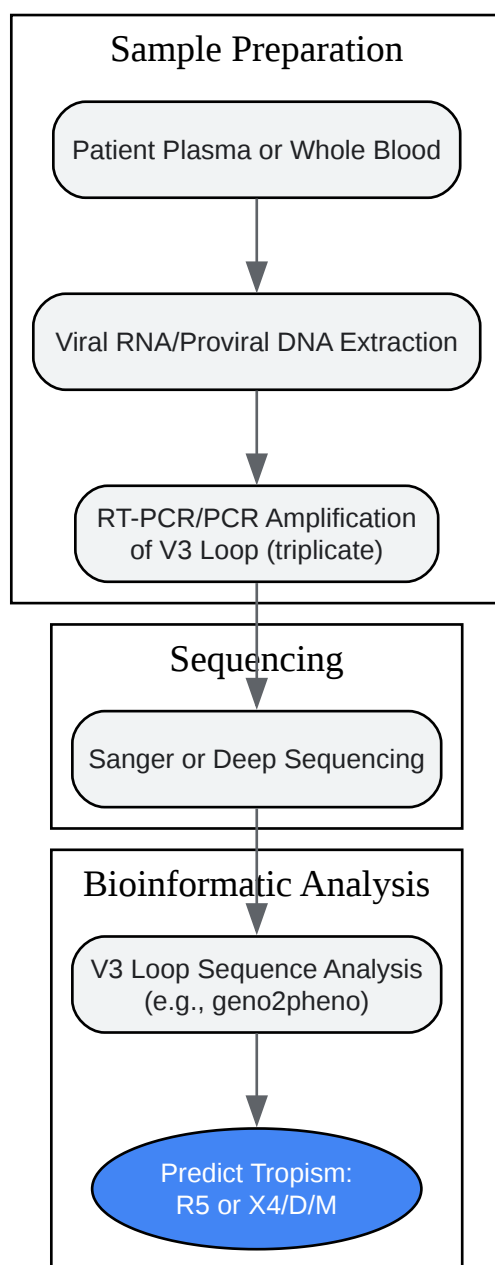 Sample Preparation
Patient Plasma or Whole Blood
Viral RNA/Proviral DNA Extraction
RT-PCR/PCR Amplification
of V3 Loop (triplicate)
Sequencing
Sanger or Deep Sequencing
Bioinformatic Analysis
V3 Loop Sequence Analysis
(e.g., geno2pheno)
Predict Tropism:
R5 or X4/D/M